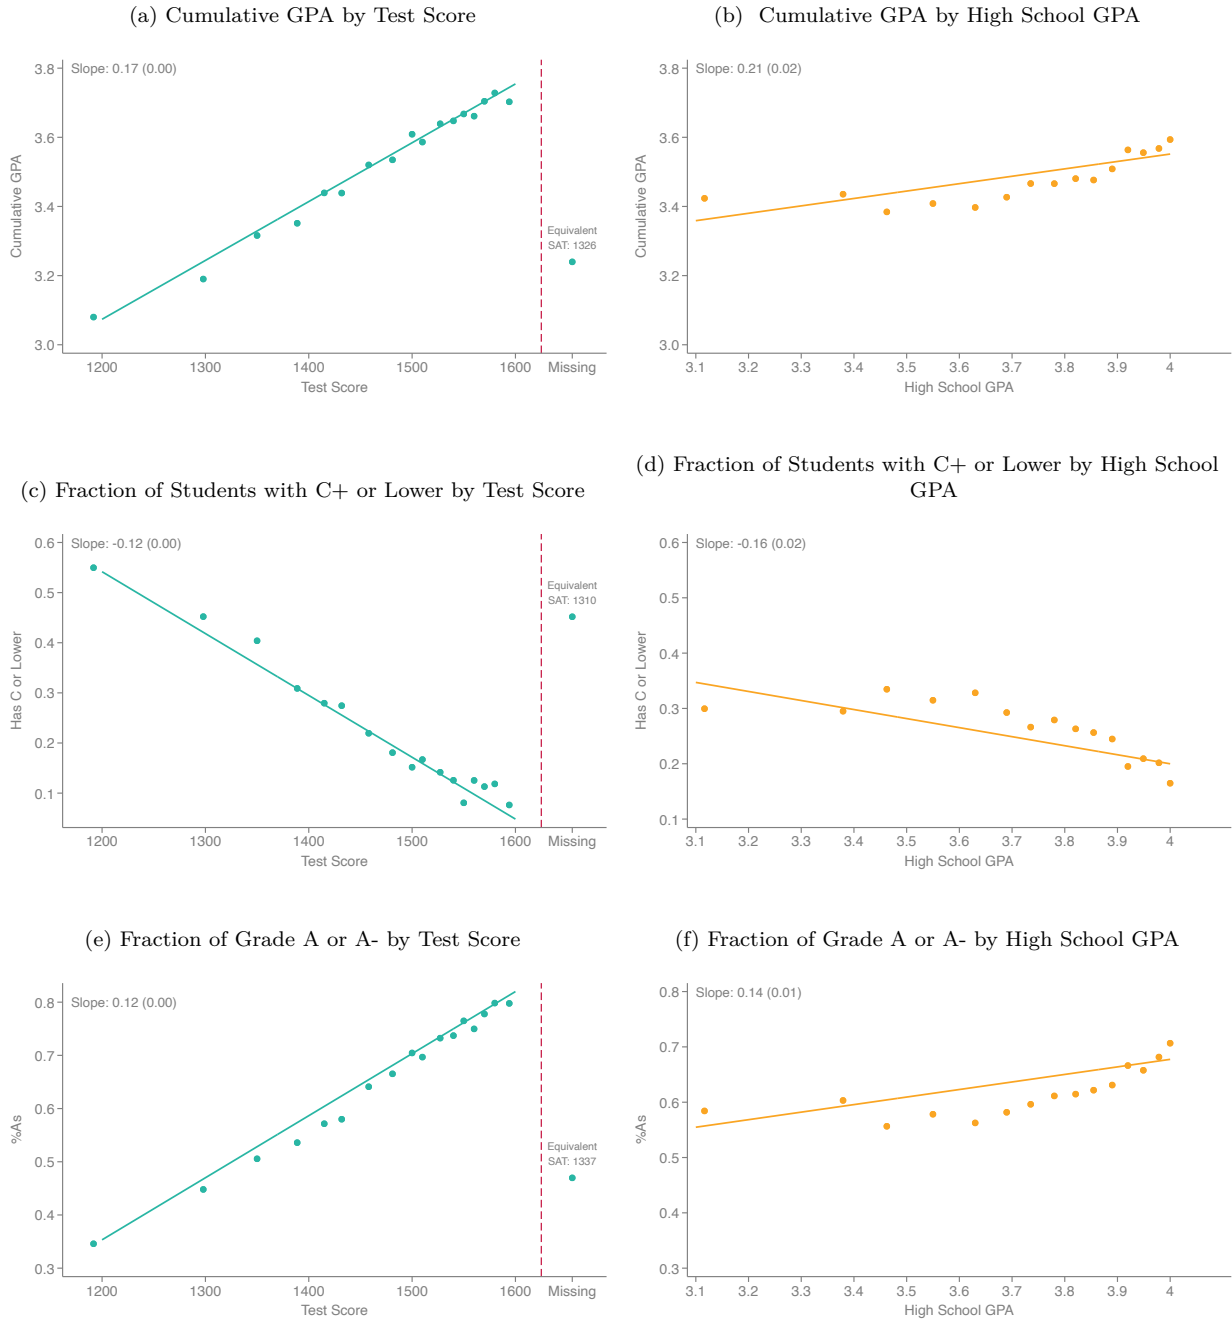 (a) Cumulative GPA by Test Score
Slope: 0.17 (0.00)
3.8
3.6
3.4
3.2
3.0
Cumulative GPA
Equivalent
SAT: 1326
1200 1300 1400 1500 1600 Missing
Test Score
(b) Cumulative GPA by High School GPA
Slope: 0.21 (0.02)
3.8
3.6
3.4
3.2
3.0
Cumulative GPA
3.1 3.2 3.3 3.4 3.5 3.6 3.7 3.8 3.9 4
High School GPA
(c) Fraction of Students with C+ or Lower by Test Score
Slope: -0.12 (0.00)
0.6
0.5
0.4
0.3
0.2
0.1
Has C or Lower
Equivalent
SAT: 1310
1200 1300 1400 1500 1600 Missing
Test Score
(d) Fraction of Students with C+ or Lower by High School
GPA
Slope: -0.16 (0.02)
0.6
0.5
0.4
0.3
0.2
0.1
Has C or Lower
3.1 3.2 3.3 3.4 3.5 3.6 3.7 3.8 3.9 4
High School GPA
(e) Fraction of Grade A or A- by Test Score
Slope: 0.12 (0.00)
0.8
0.7
0.6
0.5
0.4
0.3
%As
Equivalent
SAT: 1337
1200 1300 1400 1500 1600 Missing
Test Score
(f) Fraction of Grade A or A- by High School GPA
Slope: 0.14 (0.01)
0.8
0.7
0.6
0.5
0.4
0.3
%As
3.1 3.2 3.3 3.4 3.5 3.6 3.7 3.8 3.9 4
High School GPA